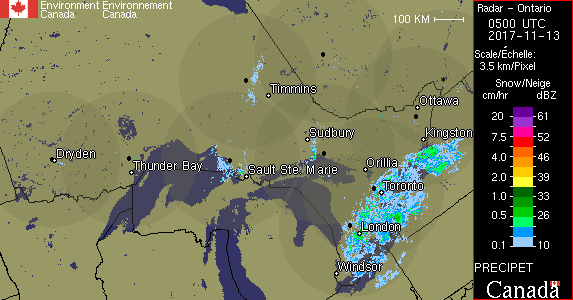 Environment Environnement
Canada Canada
100 KM
Timmins
Ottawa
Sudbury
Kingston
Dryden
Thunder Bay
Sault Ste. Marie
Orillia
Toronto
London
Windsor
Radar - Ontario
0500 UTC
2017-11-13
Scale/Échelle:
3.5 km/Pixel
Snow/Neige
cm/hr dBZ
20 61
7.5 52
4.0 46
2.0 39
1.0 33
0.5 26
0.1 10
PRECIPET
Canada